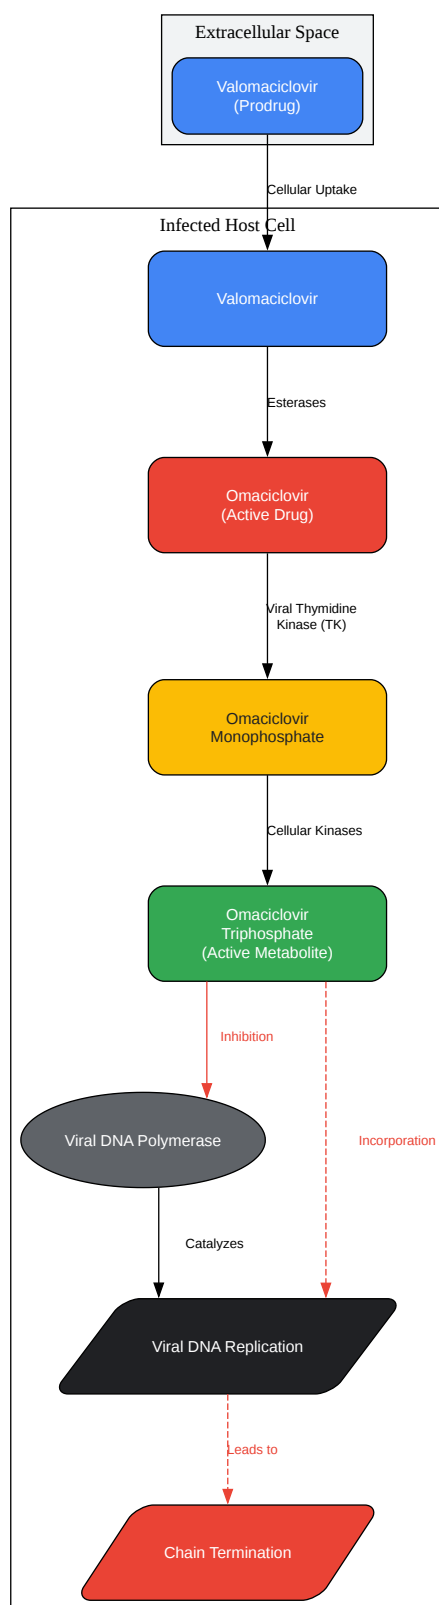 Extracellular Space
Valomaciclovir
(Prodrug)
Cellular Uptake
Infected Host Cell
Valomaciclovir
Esterases
Omaciclovir
(Active Drug)
Viral Thymidine
Kinase (TK)
Omaciclovir
Monophosphate
Cellular Kinases
Omaciclovir
Triphosphate
(Active Metabolite)
Inhibition
Viral DNA Polymerase
Incorporation
Catalyzes
Viral DNA Replication
Leads to
Chain Termination